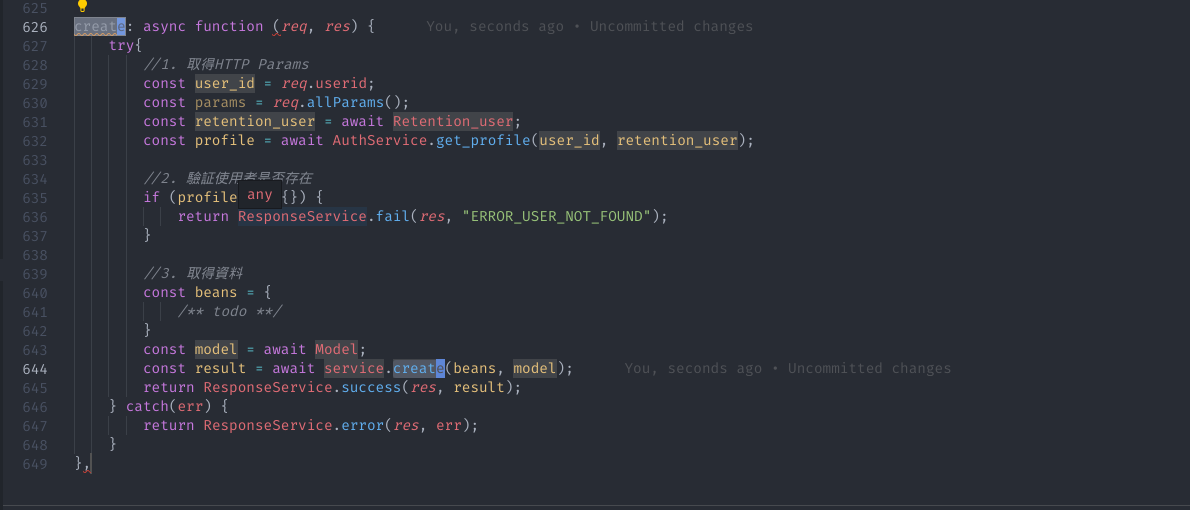 625
626 create: async function (req, res) { You, seconds ago • Uncommitted changes
627 try{
628 //1. 取得HTTP Params
629 const user_id = req.userid;
630 const params = req.allParams();
631 const retention_user = await Retention_user;
632 const profile = await AuthService.get_profile(user_id, retention_user);
633
634 //2. 驗証使用者是否存在
635 if (profile any {}) {
636 return ResponseService.fail(res, "ERROR_USER_NOT_FOUND");
637 }
638
639 //3. 取得資料
640 const beans = {
641 /** todo **/
642 }
643 const model = await Model;
644 const result = await service.create(beans, model); You, seconds ago • Uncommitted changes
645 return ResponseService.success(res, result);
646 } catch(err) {
647 return ResponseService.error(res, err);
648 }
649 },